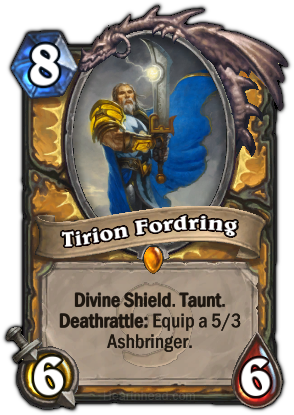 8
Tirion Fordring
Divine Shield. Taunt.
Deathrattle: Equip a 5/3
Ashbringer.
6
6